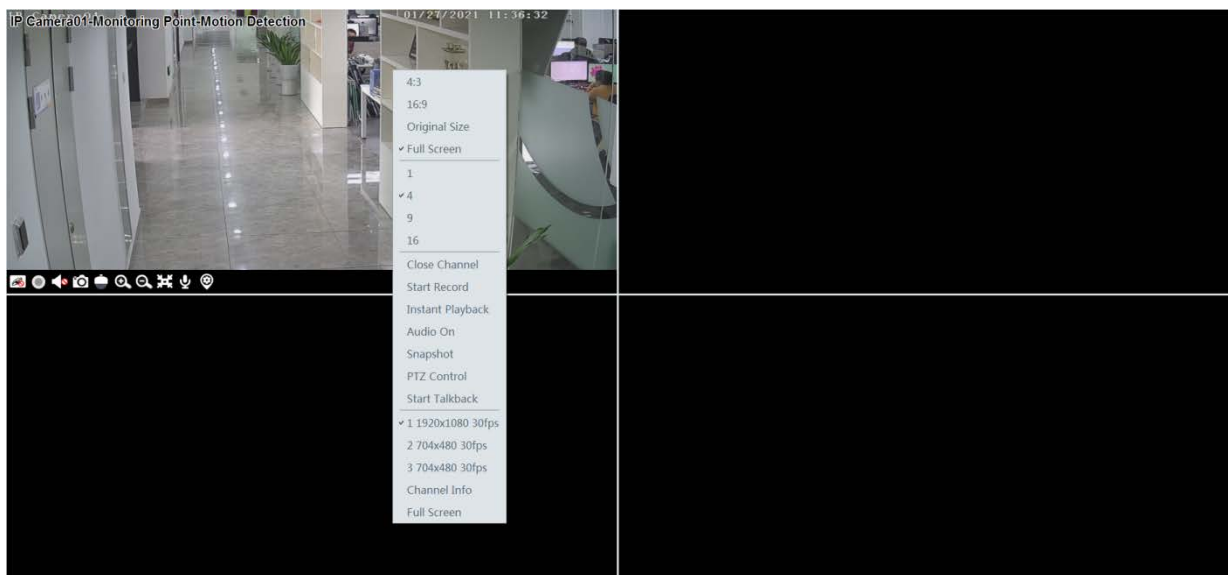 IP Camera01-Monitoring Point-Motion Detection
01/27/2021 11:36:32
4:3
16:9
Original Size
Full Screen
1
4
9
16
Close Channel
Start Record
Instant Playback
Audio On
Snapshot
PTZ Control
Start Talkback
1 1920x1080 30fps
2 704x480 30fps
3 704x480 30fps
Channel Info
Full Screen